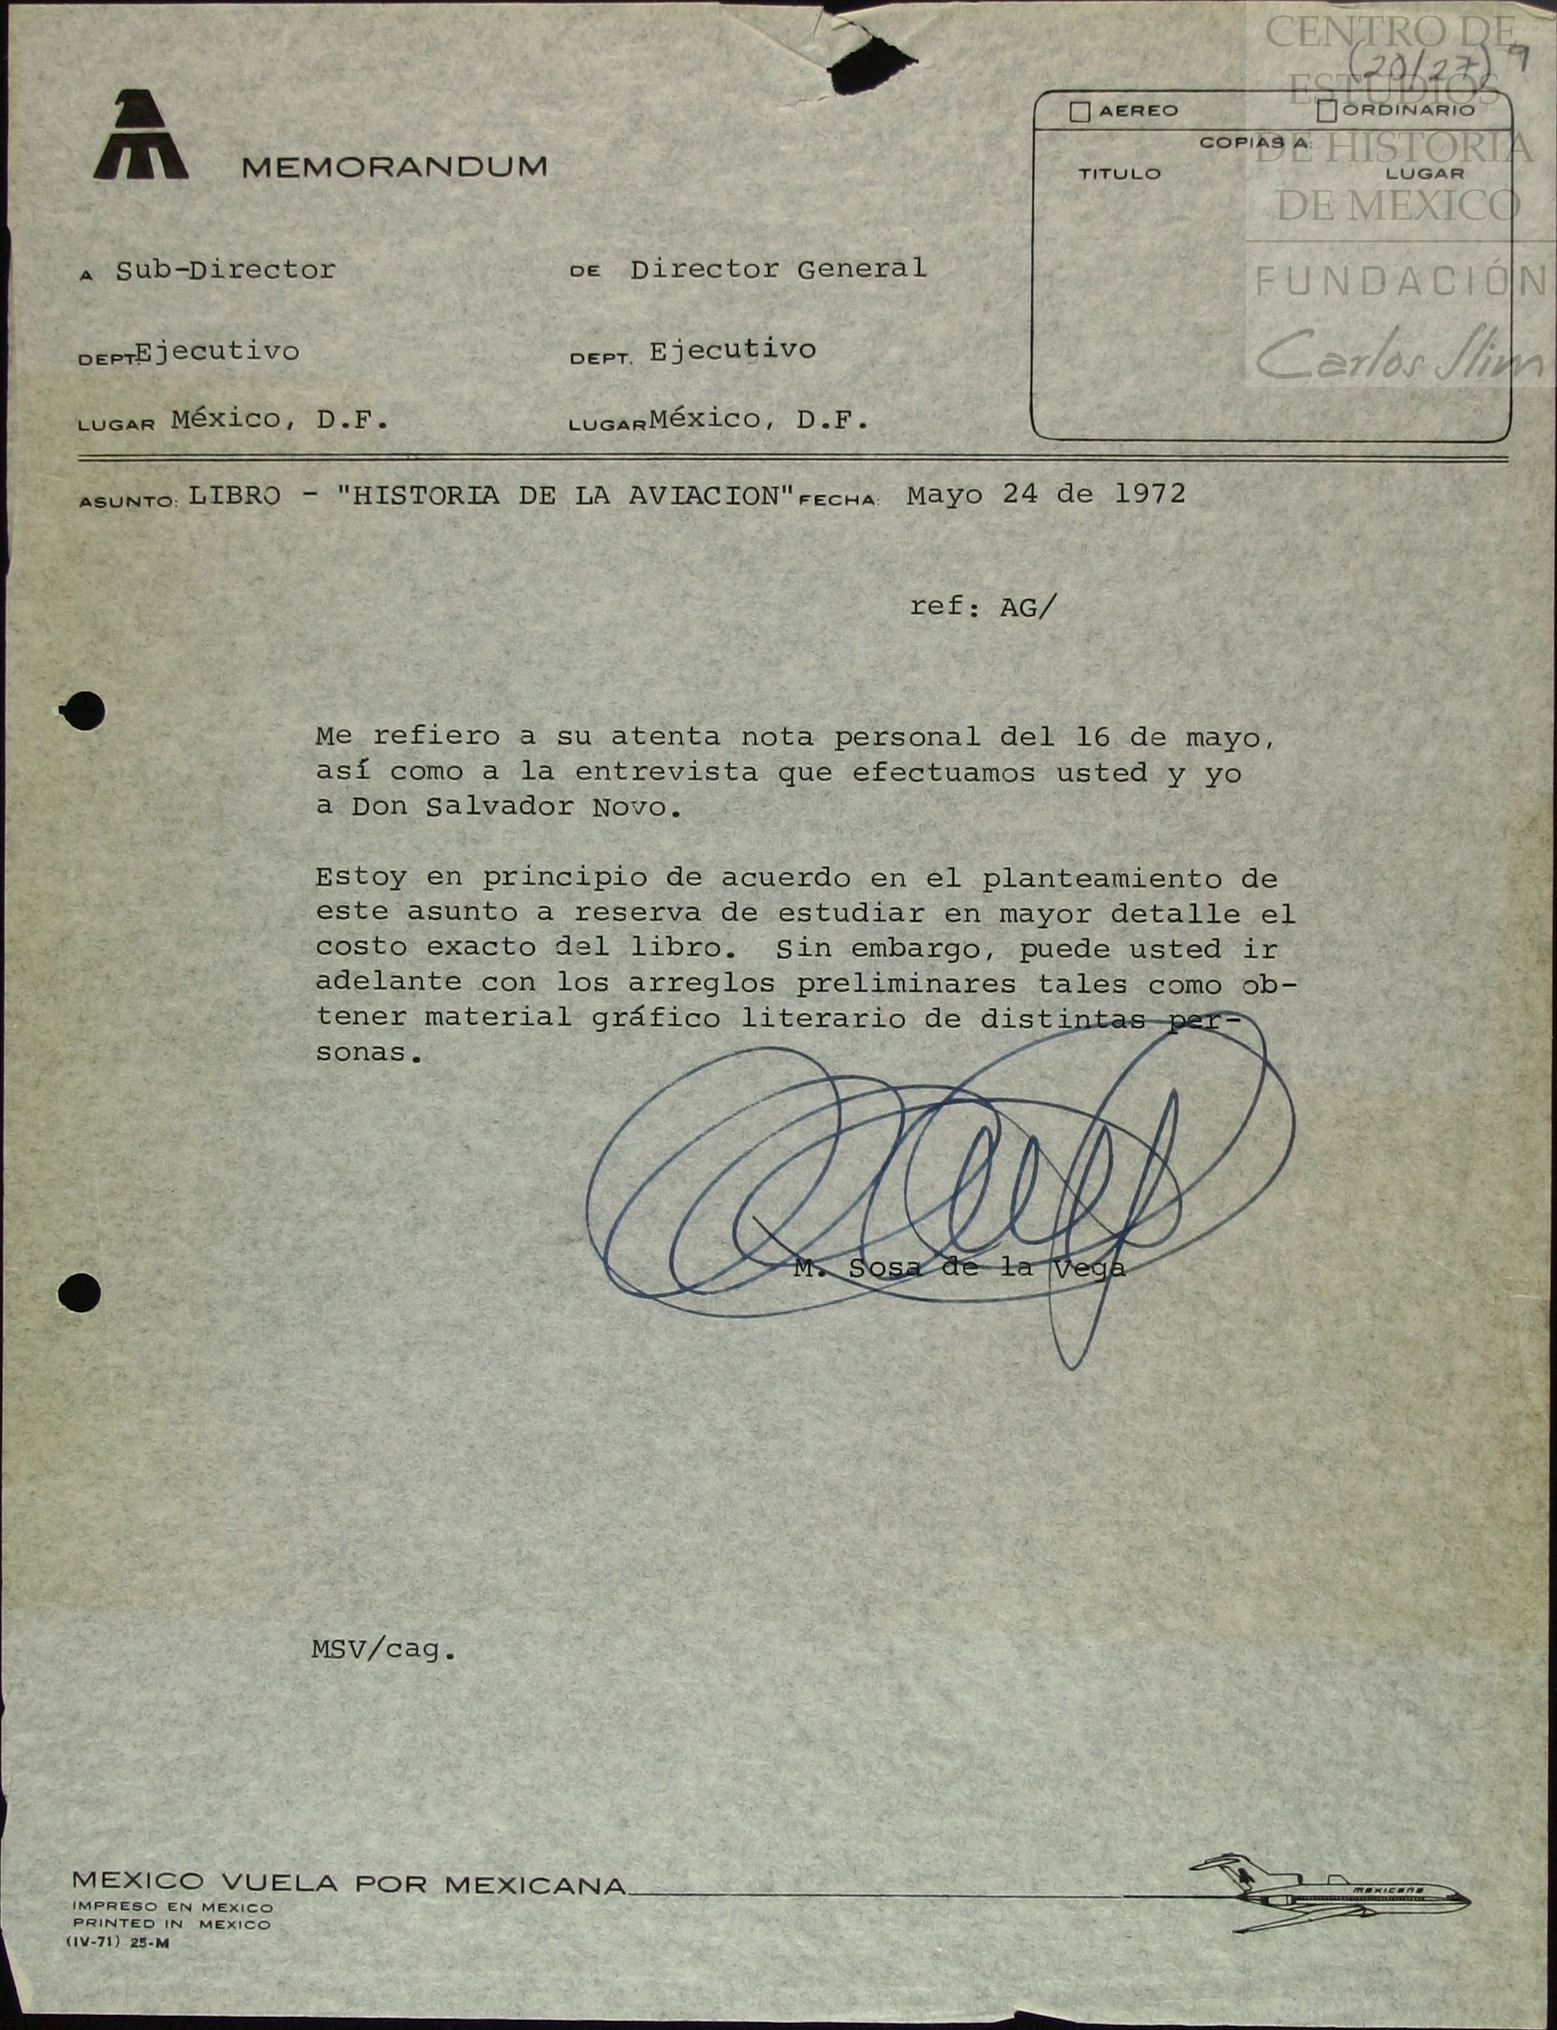 CENTRO DE
ESTUDIOS
DE HISTORIA
DE MEXICO
FUNDACIÓN
Carlos Slim
(20/27) 9
AEREO ORDINARIO
COPIAS A:
TITULO LUGAR
MEMORANDUM
A Sub-Director DE Director General
DEPT. Ejecutivo DEPT. Ejecutivo
LUGAR México, D.F. LUGAR México, D.F.
ASUNTO: LIBRO - "HISTORIA DE LA AVIACION" FECHA: Mayo 24 de 1972
ref: AG/
Me refiero a su atenta nota personal del 16 de mayo,
así como a la entrevista que efectuamos usted y yo
a Don Salvador Novo.
Estoy en principio de acuerdo en el planteamiento de
este asunto a reserva de estudiar en mayor detalle el
costo exacto del libro. Sin embargo, puede usted ir
adelante con los arreglos preliminares tales como ob-
tener material gráfico literario de distintas per-
sonas.
M. Sosa de la Vega
MSV/cag.
MEXICO VUELA POR MEXICANA
mexicana
IMPRESO EN MEXICO
PRINTED IN MEXICO
(IV-71) 25-M